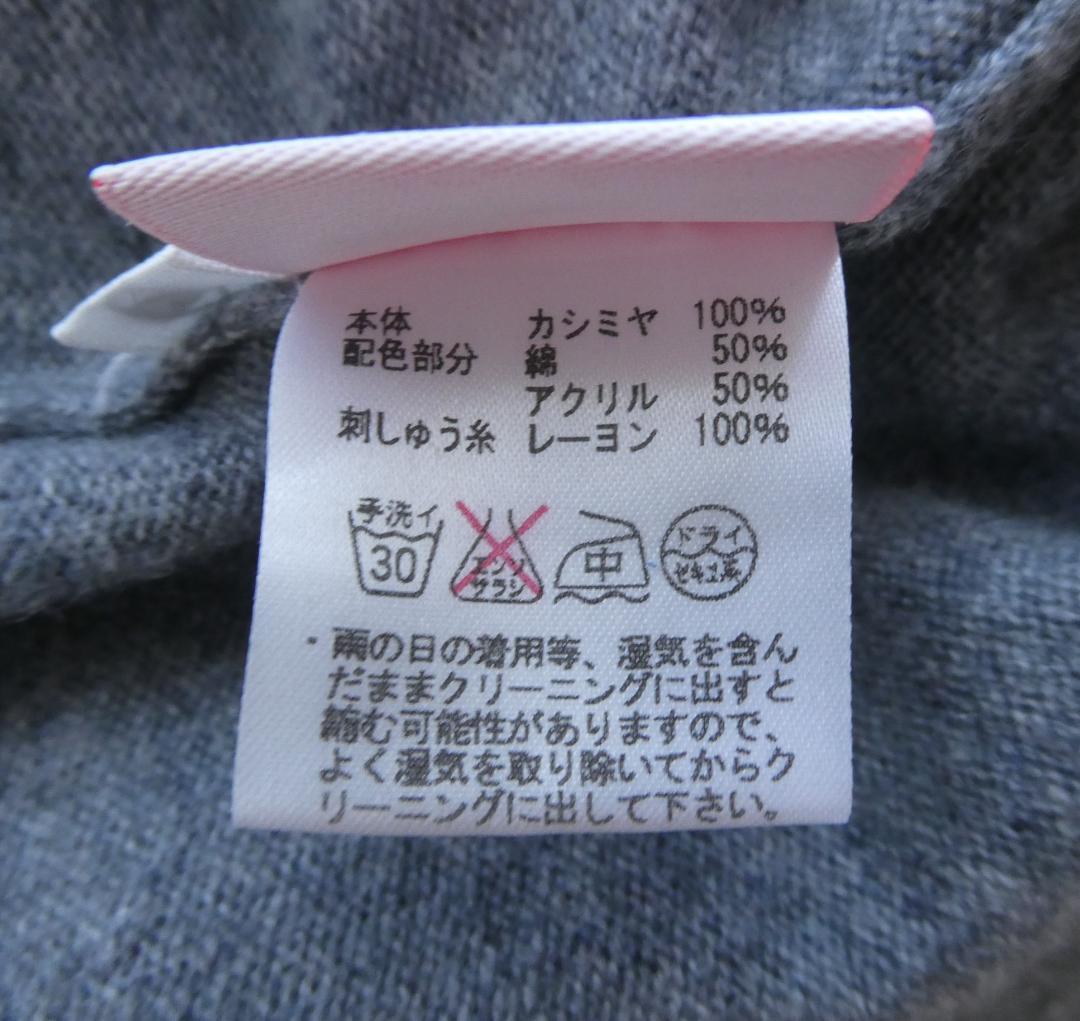 本体 カシミヤ 100%
配色部分 綿 50%
アクリル 50%
刺しゅう糸 レーヨン 100%
手洗イ 30 エンソサラシ 中 ドライ セキユ系
・雨の日の着用等、湿気を含ん
だままクリーニングに出すと
縮む可能性がありますので、
よく湿気を取り除いてからク
リーニングに出して下さい。